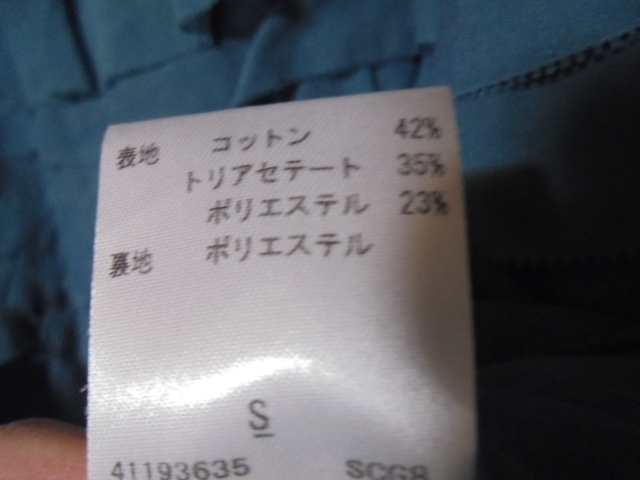 表地 コットン 42%
トリアセテート 35%
ポリエステル 23%
裏地 ポリエステル
S
41193635 SCG8